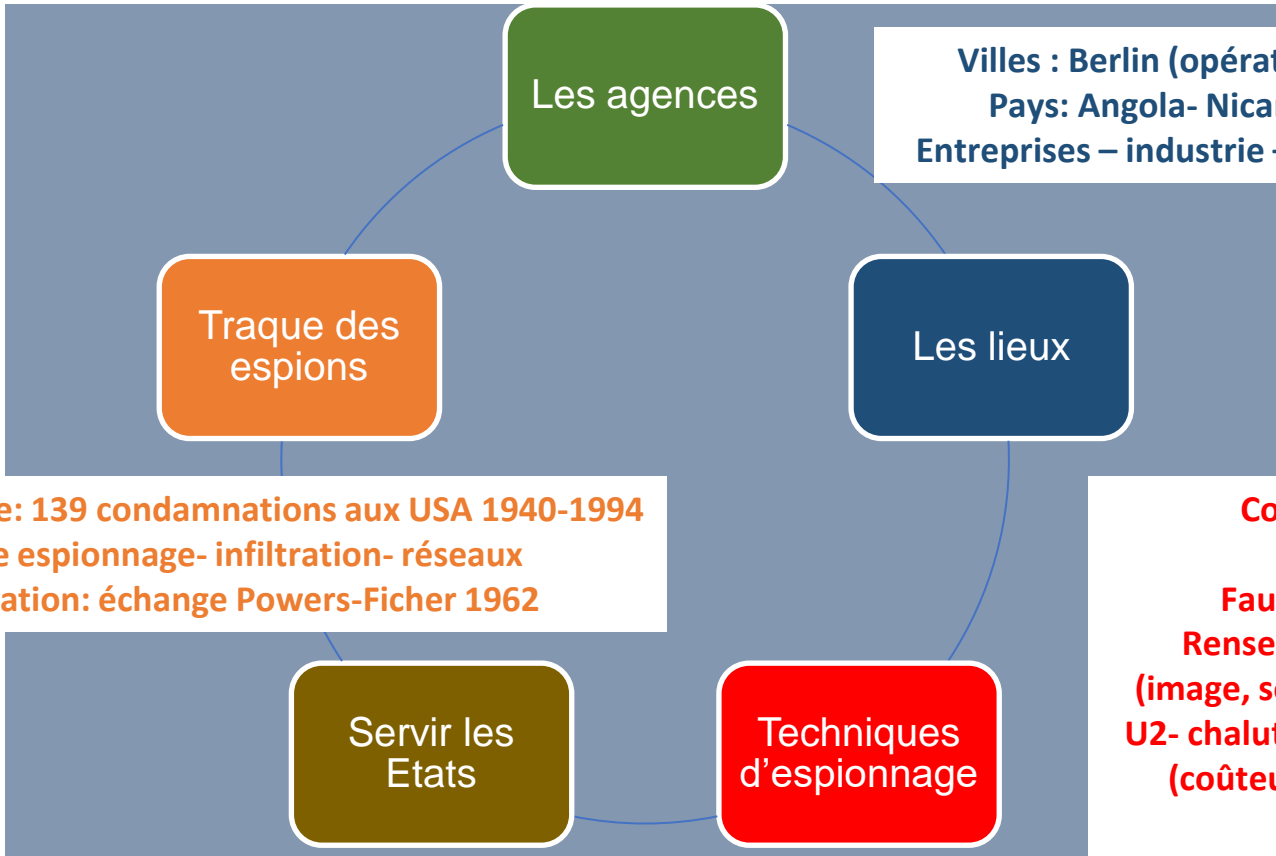 Les agences
Villes : Berlin (opérat
Pays: Angola- Nica
Entreprises – industrie -
Traque des
espions
Les lieux
e: 139 condamnations aux USA 1940-1994
e espionnage- infiltration- réseaux
ation: échange Powers-Ficher 1962
Co
Fau
Rense
(image, s
U2- chalut
(coûteu
Servir les
Etats
Techniques
d’espionnage